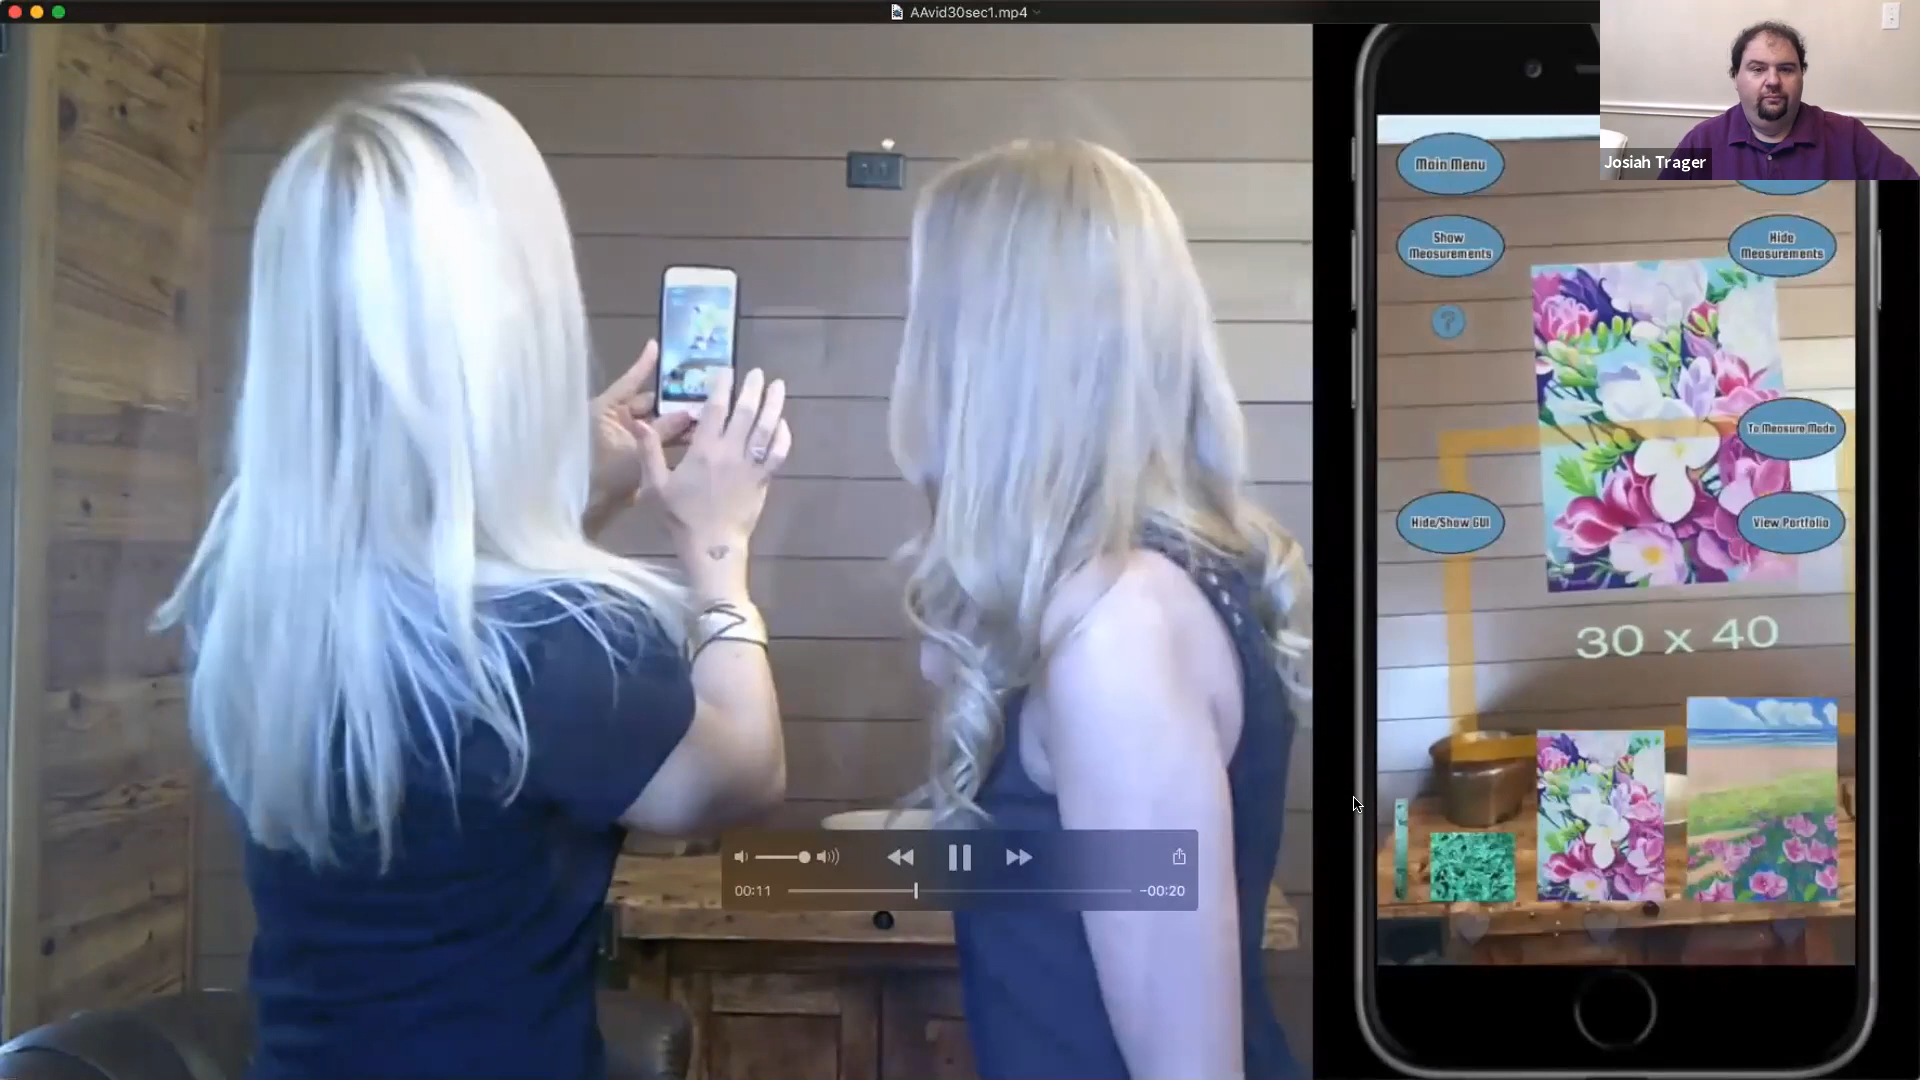 AAvid30sec1.mp4
Josiah Trager
Main Menu
Show
Measurements
Hide
Measurements
?
To Measure Mode
Hide/Show GUI
View Portfolio
30 x 40
00:11
-00:20